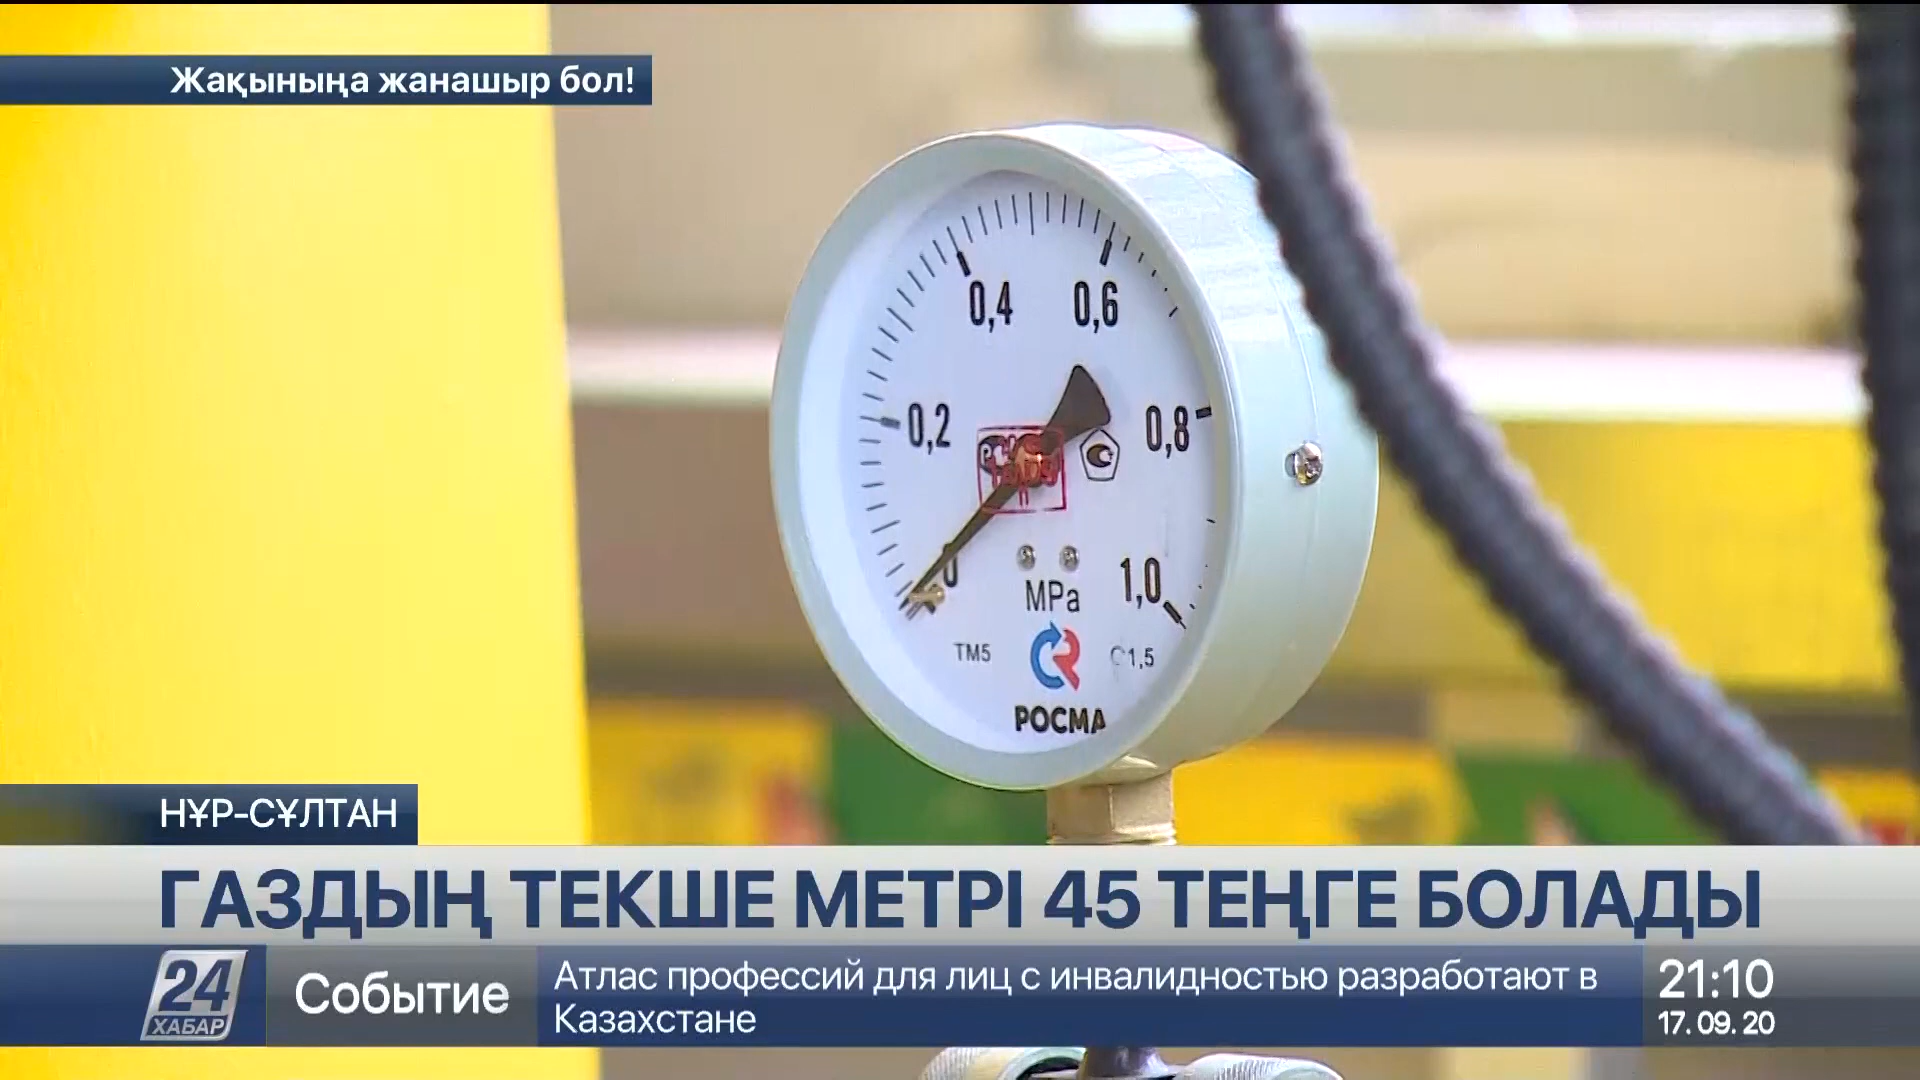 Жақыныңа жанашыр бол!
0,4 0,6
0,2 0,8
0 1,0
MPa
ТМ5 1,5
РОСМА
НҰР-СҰЛТАН
ГАЗДЫҢ ТЕКШЕ МЕТРІ 45 ТЕҢГЕ БОЛАДЫ
24 ХАБАР
Событие
Атлас профессий для лиц с инвалидностью разработают в
Казахстане
21:10
17. 09. 20